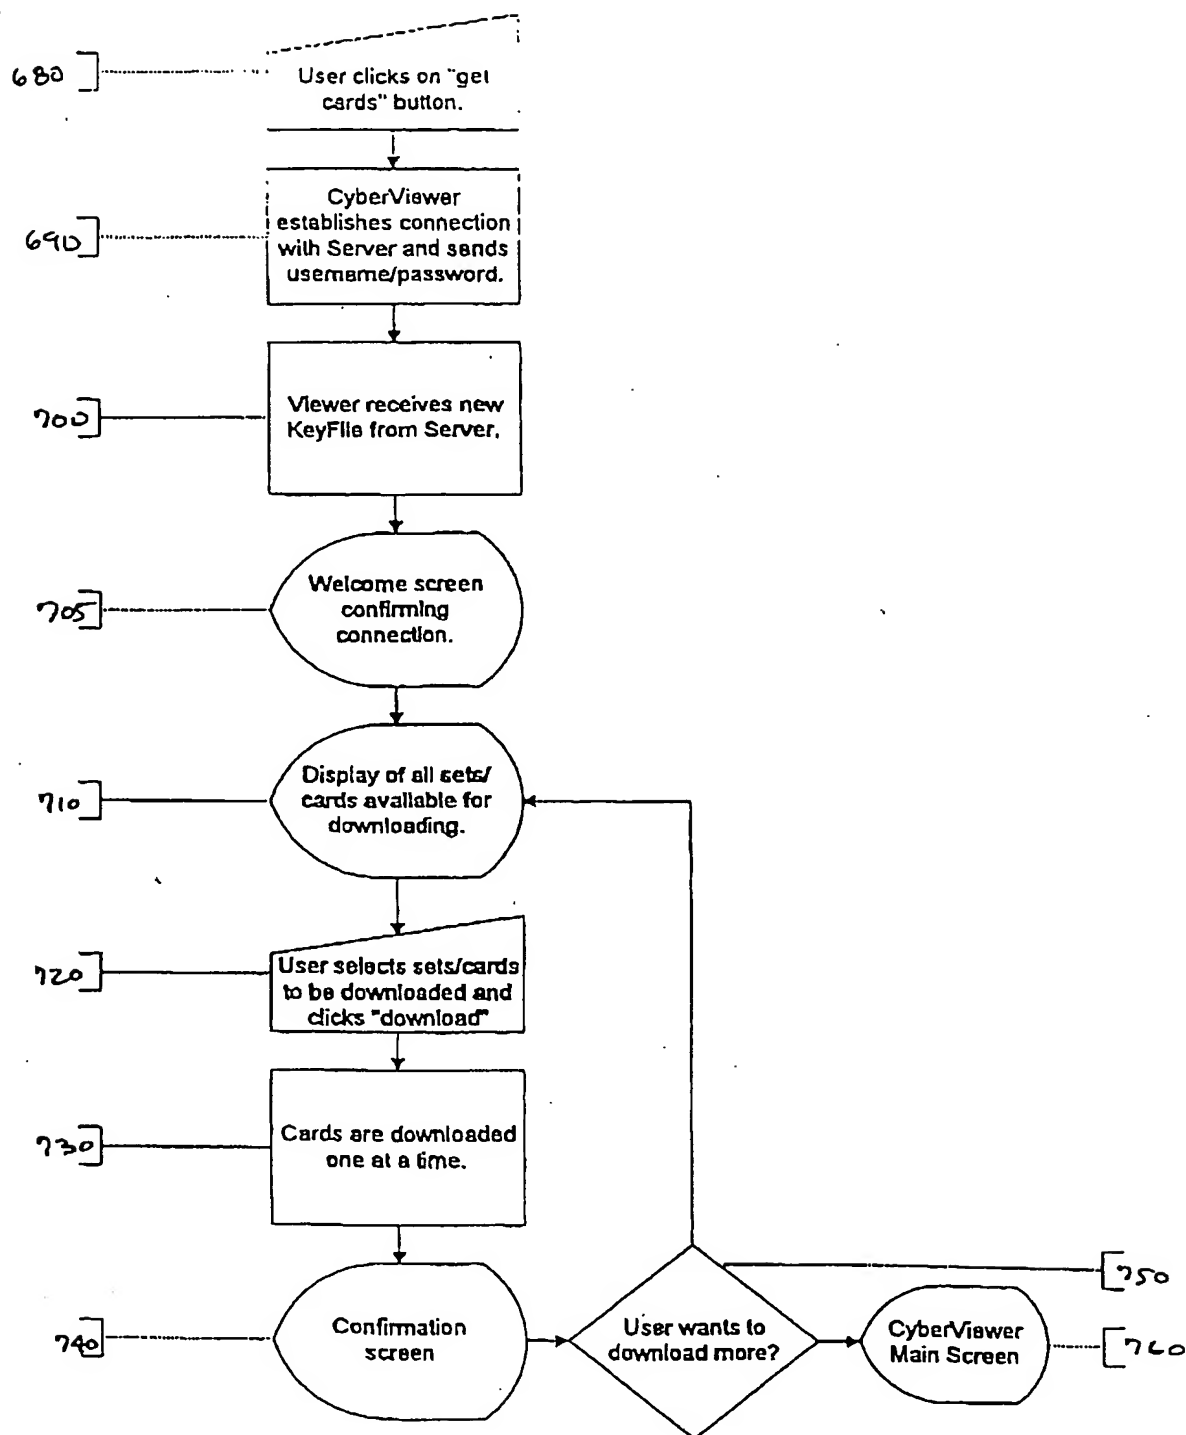 680
User clicks on "get
cards" button.
690
CyberViewer
establishes connection
with Server and sends
username/password.
700
Viewer receives new
KeyFile from Server.
705
Welcome screen
confirming
connection.
710
Display of all sets/
cards available for
downloading.
720
User selects sets/cards
to be downloaded and
clicks "download"
730
Cards are downloaded
one at a time.
740
Confirmation
screen
User wants to
download more?
750
CyberViewer
Main Screen
760